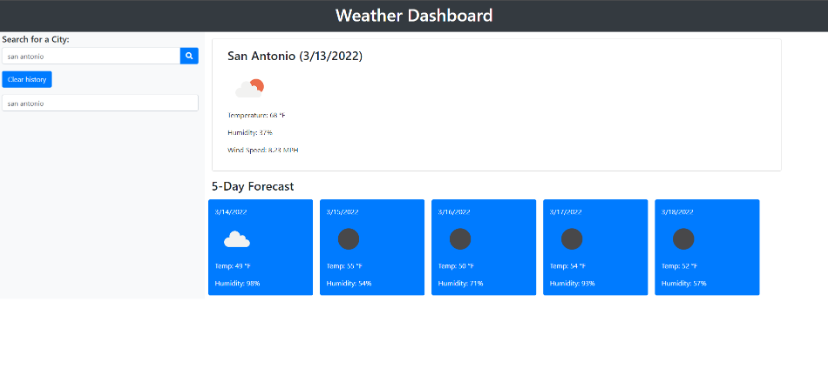 Weather Dashboard
Search for a City:
san antonio
Clear history
san antonio
San Antonio (3/13/2022)
Temperature: 68 °F
Humidity: 37%
Wind Speed: 8.23 MPH
5-Day Forecast
3/14/2022
Temp: 49 °F
Humidity: 98%
3/15/2022
Temp: 55 °F
Humidity: 54%
3/16/2022
Temp: 50 °F
Humidity: 71%
3/17/2022
Temp: 54 °F
Humidity: 93%
3/18/2022
Temp: 52 °F
Humidity: 57%